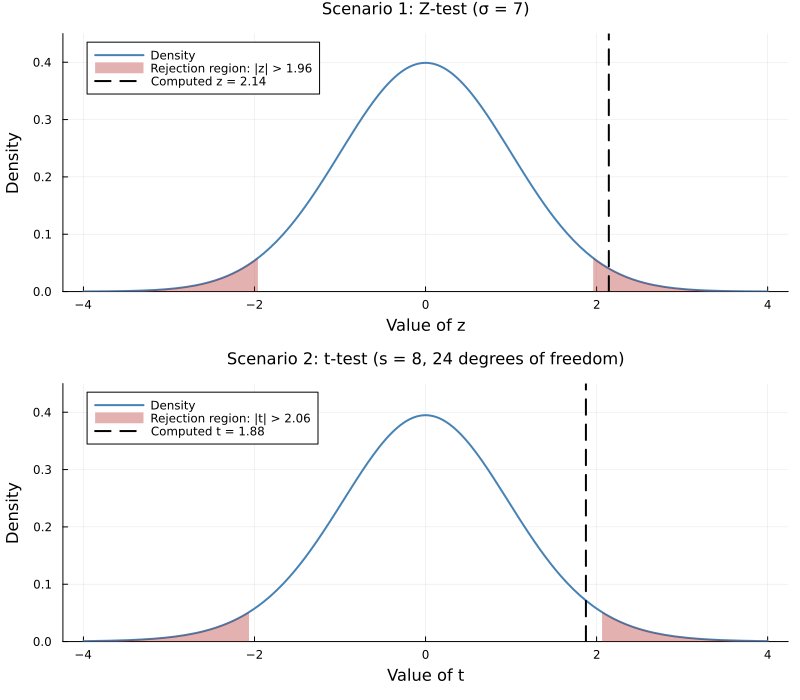 Scenario 1: Z-test (σ = 7)
Density
Rejection region: |z| > 1.96
Computed z = 2.14
Density
0.4
0.3
0.2
0.1
0.0
−4
−2
0
2
4
Value of z
Scenario 2: t-test (s = 8, 24 degrees of freedom)
Density
Rejection region: |t| > 2.06
Computed t = 1.88
Density
0.4
0.3
0.2
0.1
0.0
−4
−2
0
2
4
Value of t